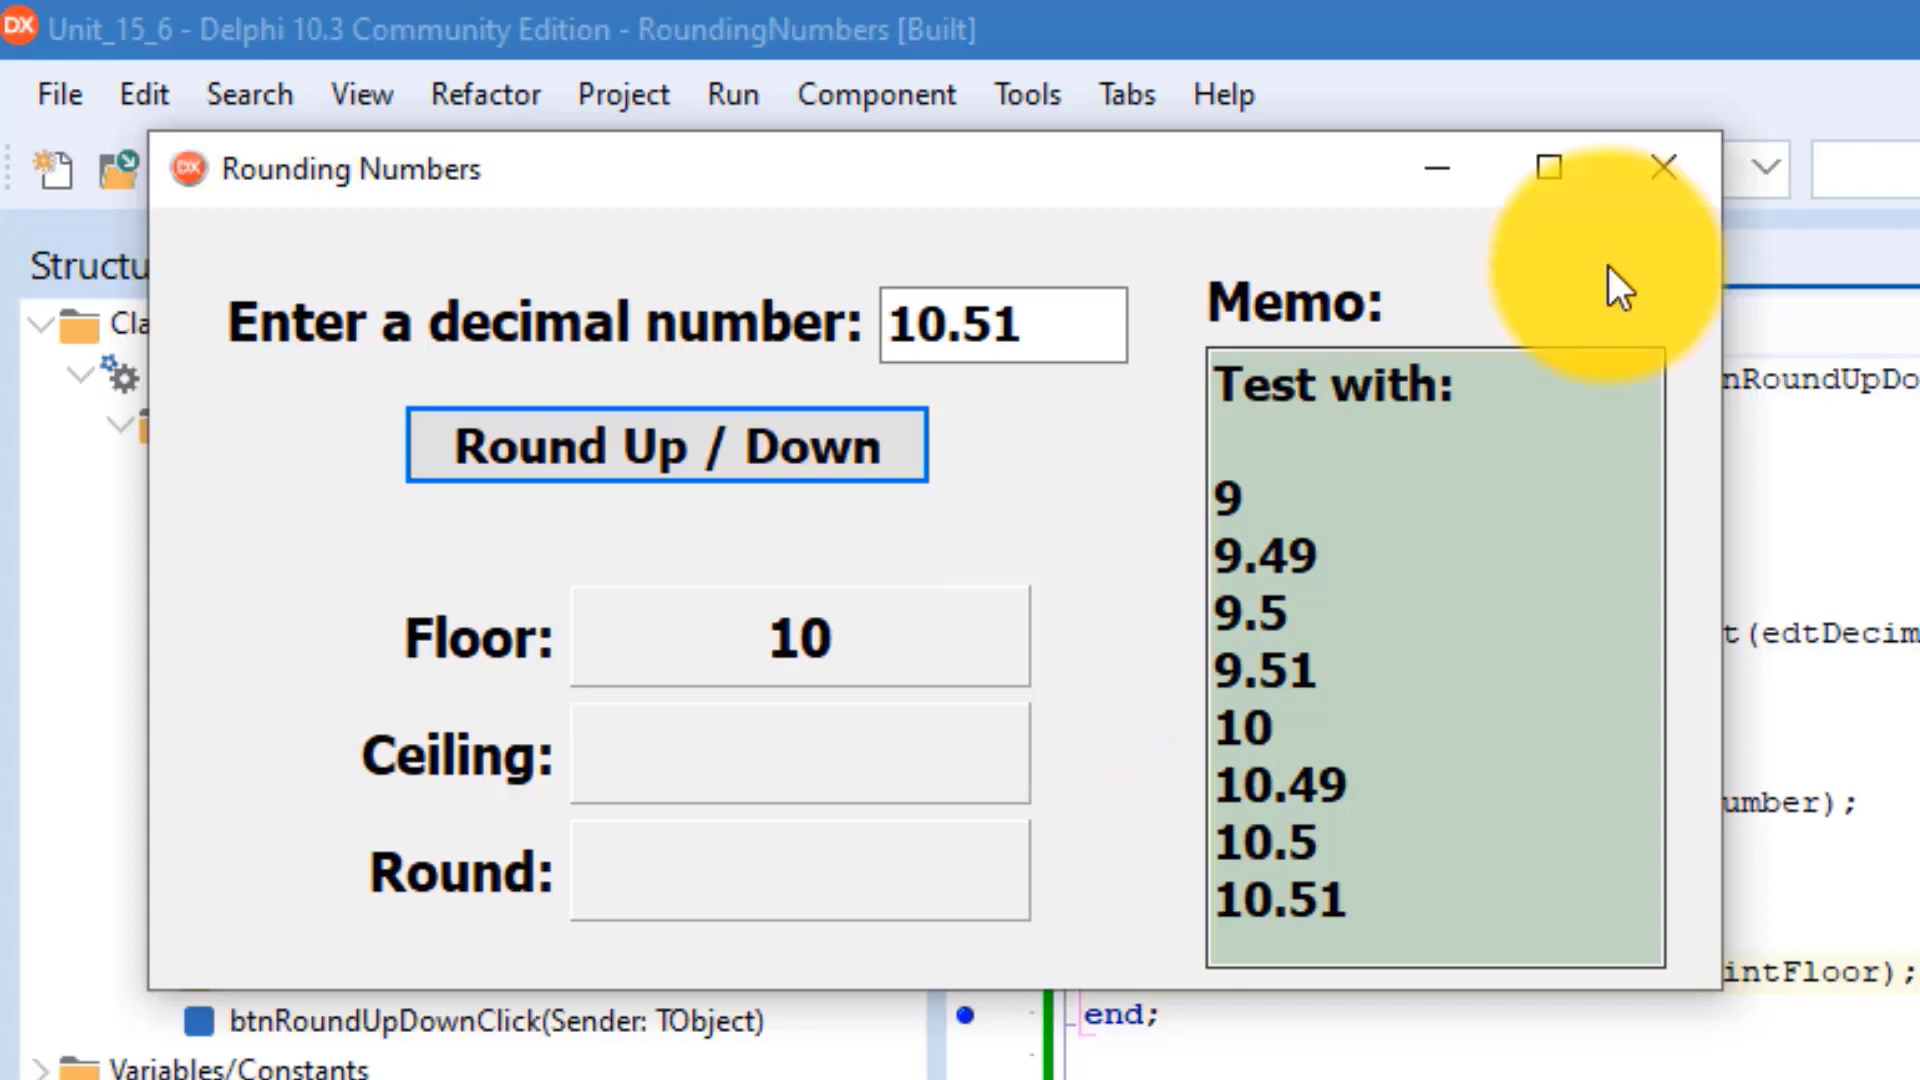 DX Unit_15_6 - Delphi 10.3 Community Edition - RoundingNumbers [Built]
File Edit Search View Refactor Project Run Component Tools Tabs Help
DX Rounding Numbers
Structu
Cla
Enter a decimal number: 10.51
Round Up / Down
Floor: 10
Ceiling:
Round:
Memo:
Test with:
9
9.49
9.5
9.51
10
10.49
10.5
10.51
nRoundUpDo
t(edtDecim
umber);
intFloor);
end;
btnRoundUpDownClick(Sender: TObject)
Variables/Constants